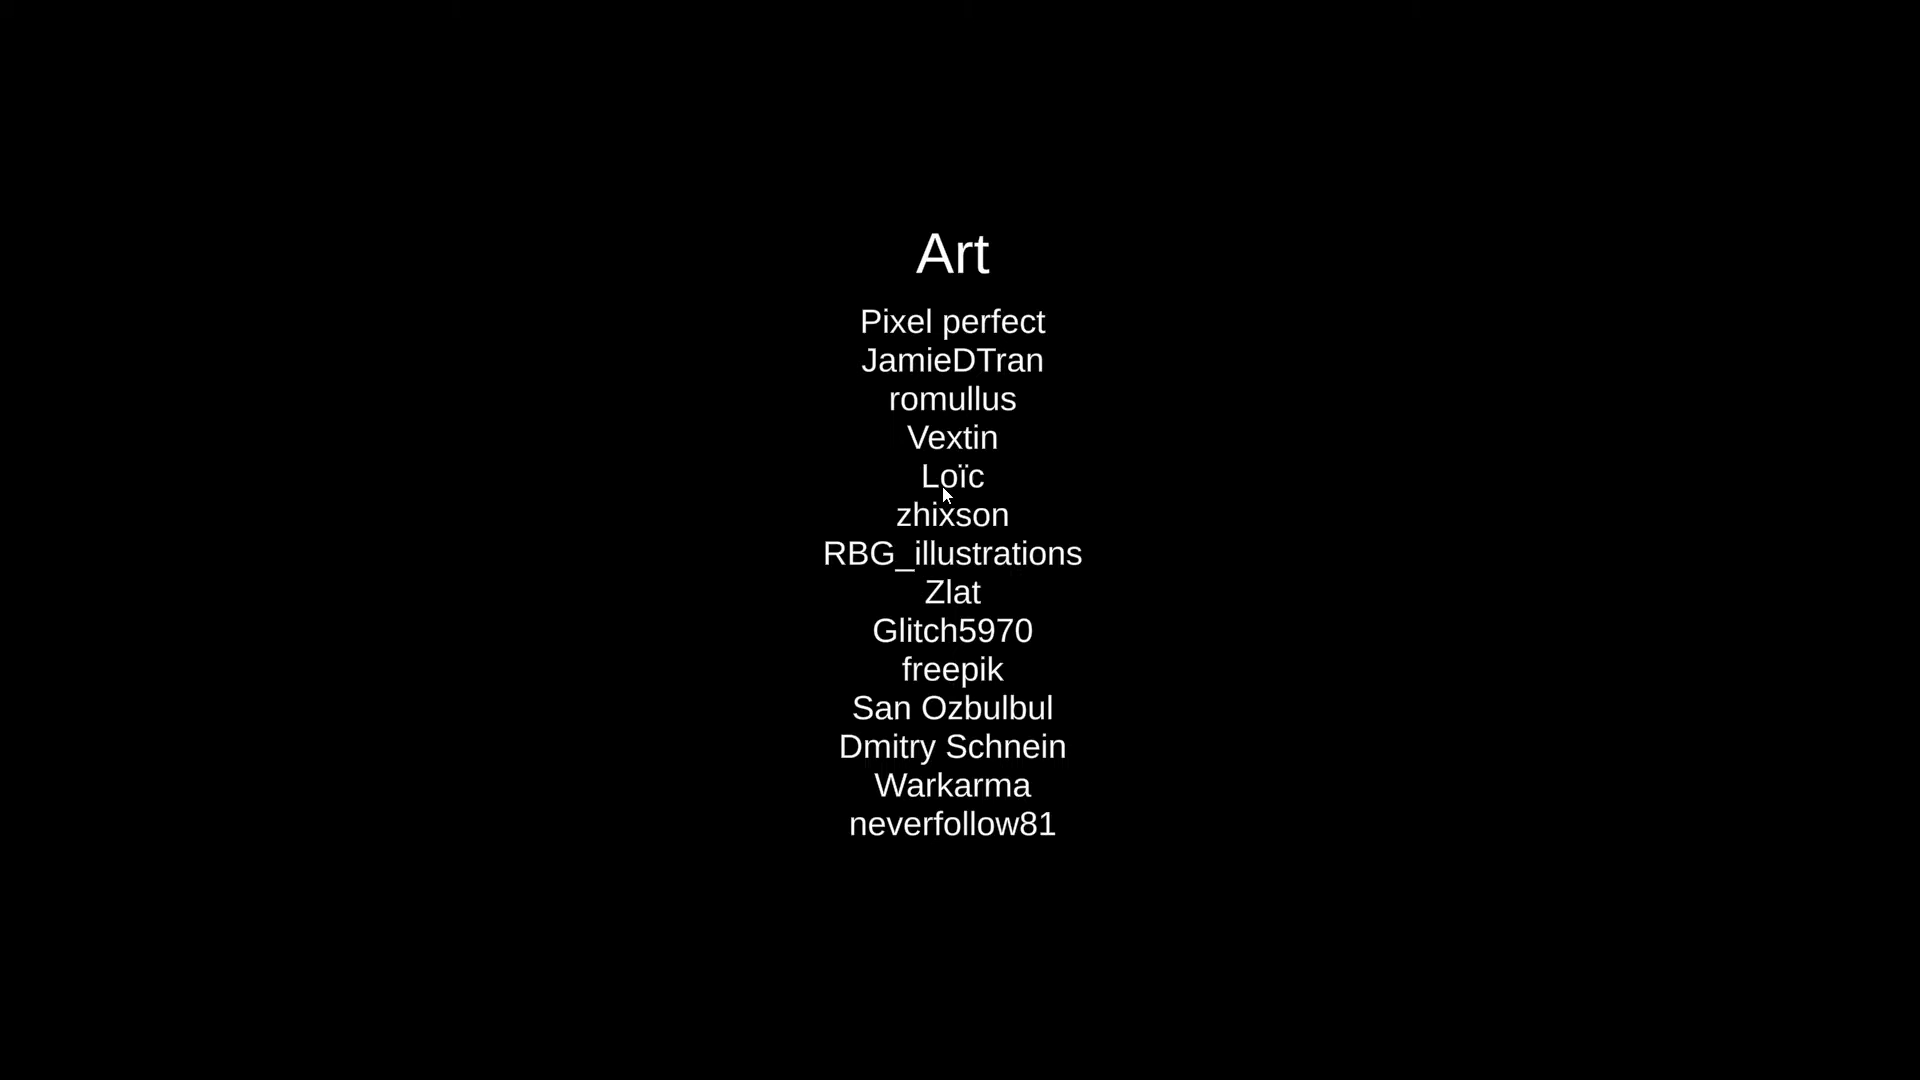 Art
Pixel perfect
JamieDTran
romullus
Vextin
Loïc
zhixson
RBG_illustrations
Zlat
Glitch5970
freepik
San Ozbulbul
Dmitry Schnein
Warkarma
neverfollow81